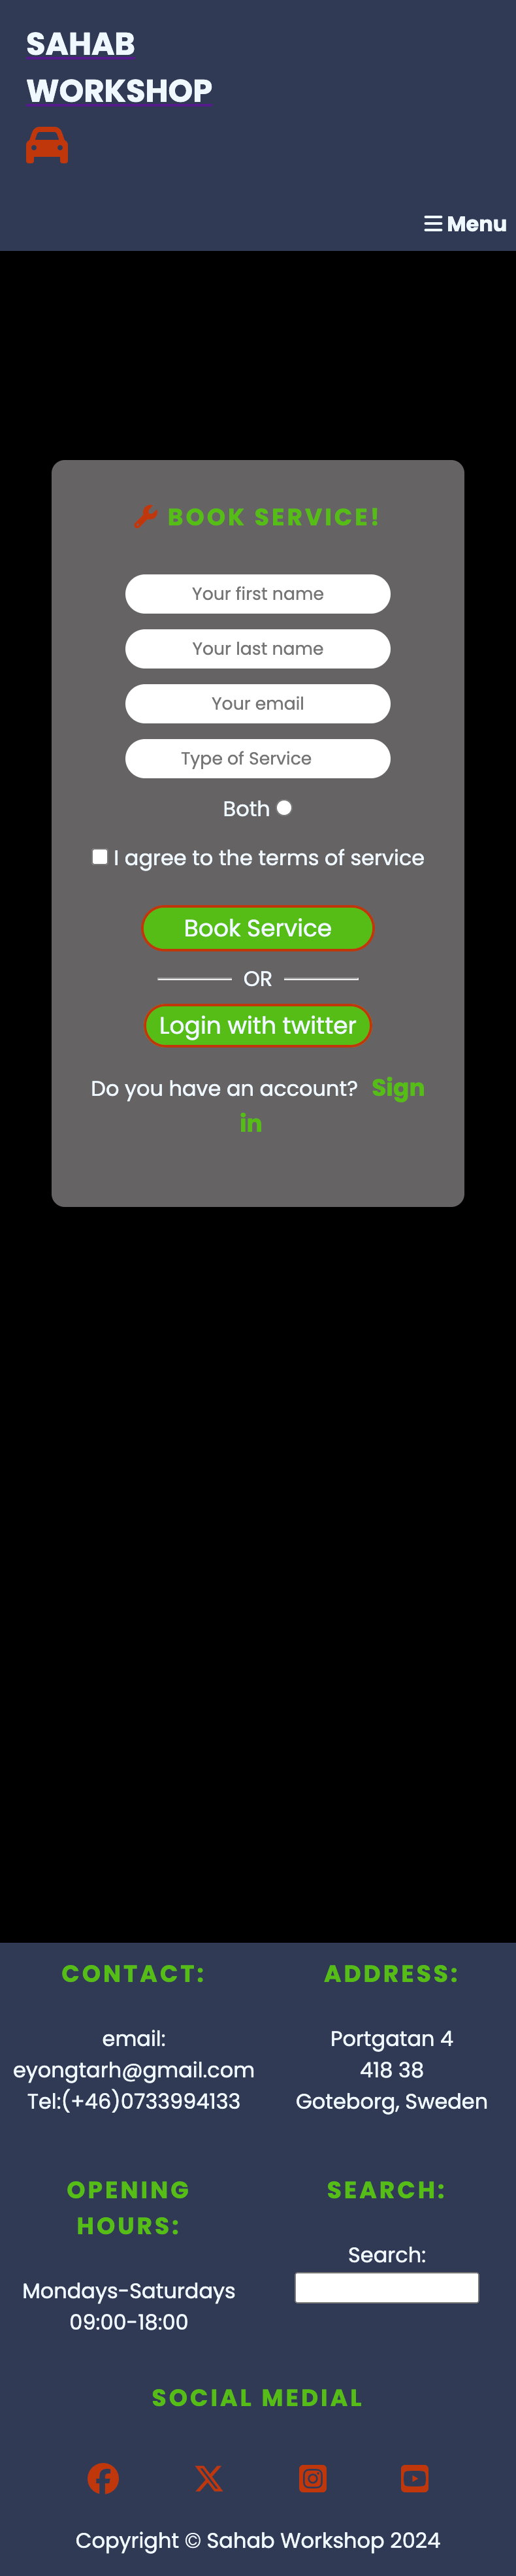 SAHAB
WORKSHOP
Menu
BOOK SERVICE!
Your first name
Your last name
Your email
Type of Service
Both
I agree to the terms of service
Book Service
OR
Login with twitter
Do you have an account? Sign
in
CONTACT:
email:
eyongtarh@gmail.com
Tel:(+46)0733994133
ADDRESS:
Portgatan 4
418 38
Goteborg, Sweden
OPENING
HOURS:
Mondays-Saturdays
09:00-18:00
SEARCH:
Search:
SOCIAL MEDIAL
Copyright © Sahab Workshop 2024